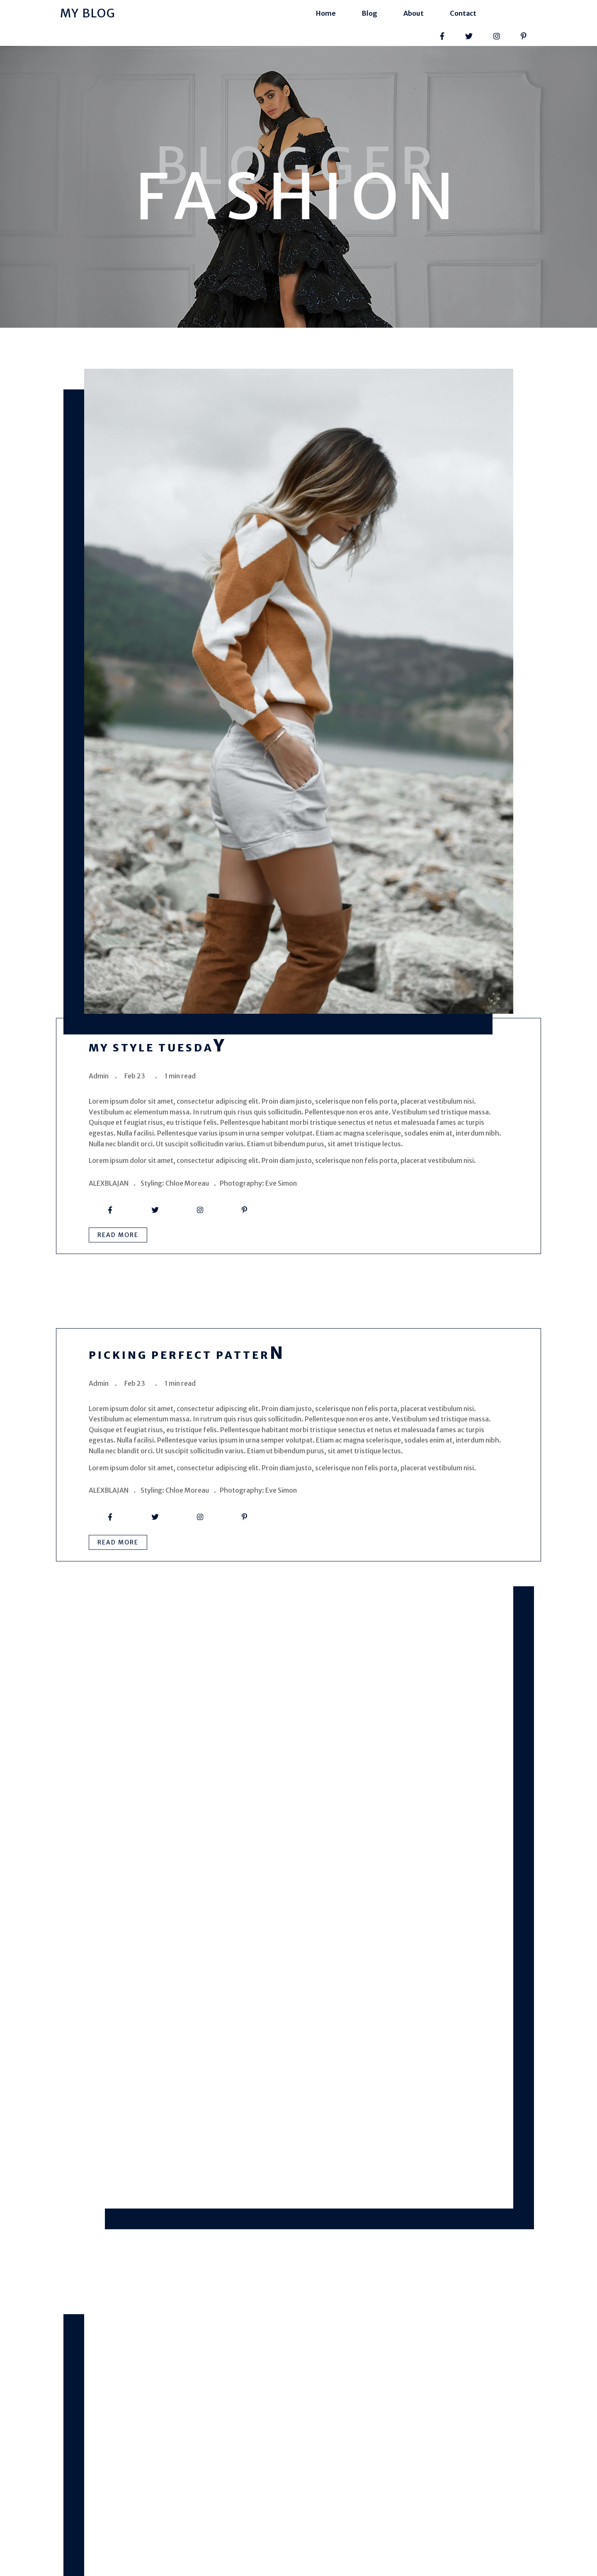 MY BLOG
Home Blog About Contact
BLOGGER
FASHION
MY STYLE TUESDAY
Admin . Feb 23 . 1 min read
Lorem ipsum dolor sit amet, consectetur adipiscing elit. Proin diam justo, scelerisque non felis porta, placerat vestibulum nisi.
Vestibulum ac elementum massa. In rutrum quis risus quis sollicitudin. Pellentesque non eros ante. Vestibulum sed tristique massa.
Quisque et feugiat risus, eu tristique felis. Pellentesque habitant morbi tristique senectus et netus et malesuada fames ac turpis
egestas. Nulla facilisi. Pellentesque varius ipsum in urna semper volutpat. Etiam ac magna scelerisque, sodales enim at, interdum nibh.
Nulla nec blandit orci. Ut suscipit sollicitudin varius. Etiam ut bibendum purus, sit amet tristique lectus.
Lorem ipsum dolor sit amet, consectetur adipiscing elit. Proin diam justo, scelerisque non felis porta, placerat vestibulum nisi.
ALEXBLAJAN . Styling: Chloe Moreau . Photography: Eve Simon
READ MORE
PICKING PERFECT PATTERN
Admin . Feb 23 . 1 min read
Lorem ipsum dolor sit amet, consectetur adipiscing elit. Proin diam justo, scelerisque non felis porta, placerat vestibulum nisi.
Vestibulum ac elementum massa. In rutrum quis risus quis sollicitudin. Pellentesque non eros ante. Vestibulum sed tristique massa.
Quisque et feugiat risus, eu tristique felis. Pellentesque habitant morbi tristique senectus et netus et malesuada fames ac turpis
egestas. Nulla facilisi. Pellentesque varius ipsum in urna semper volutpat. Etiam ac magna scelerisque, sodales enim at, interdum nibh.
Nulla nec blandit orci. Ut suscipit sollicitudin varius. Etiam ut bibendum purus, sit amet tristique lectus.
Lorem ipsum dolor sit amet, consectetur adipiscing elit. Proin diam justo, scelerisque non felis porta, placerat vestibulum nisi.
ALEXBLAJAN . Styling: Chloe Moreau . Photography: Eve Simon
READ MORE